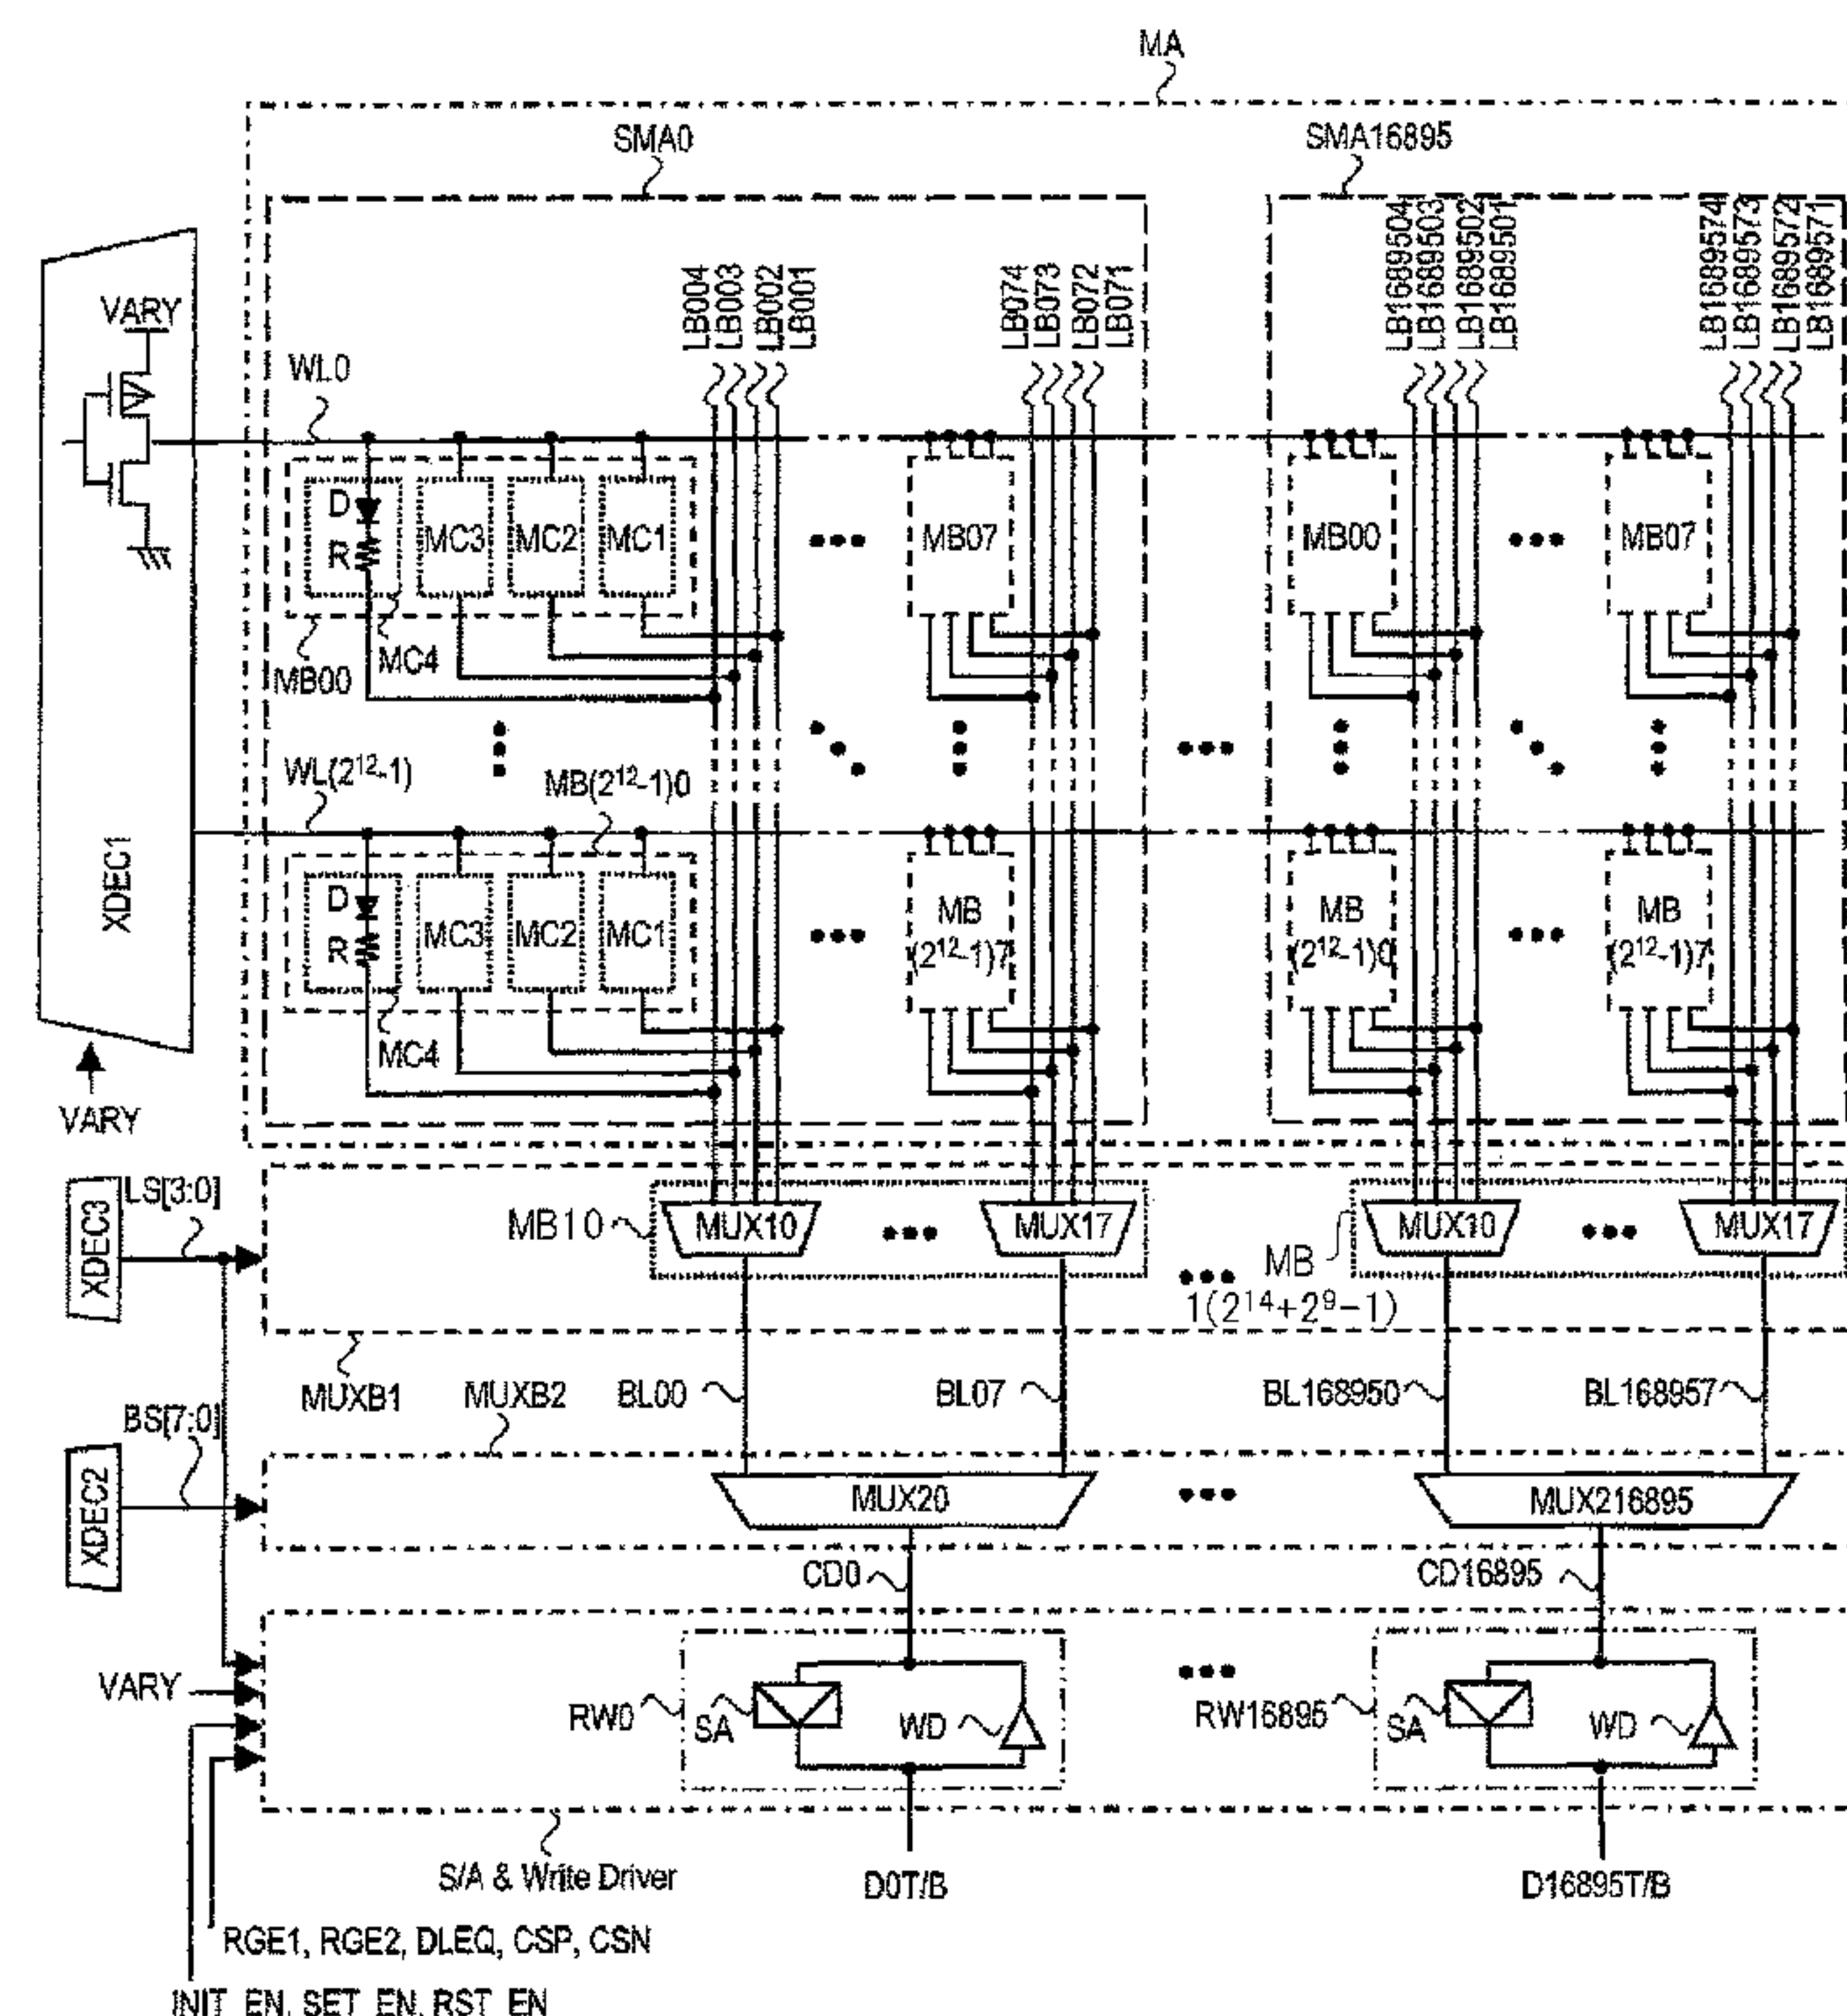 MA
SMA0
SMA16895
LB004
LB003
LB002
LB001
LB074
LB073
LB072
LB071
LB1689504
LB1689503
LB1689502
LB1689501
LB1689574
LB1689573
LB1689572
LB1689571
VARY
WL0
D
R
MC3
MC2
MC1
MB07
MB00
MB07
MC4
MB00
WL(2¹²-1)
MB(2¹²-1)0
XDEC1
D
R
MC3
MC2
MC1
MB
(2¹²-1)7
MB
(2¹²-1)0
MB
(2¹²-1)7
MC4
VARY
XDEC3
LS[3:0]
MB10
MUX10
MUX17
MB
1(2¹⁴+2⁹-1)
MUX10
MUX17
MUXB1
MUXB2
BL00
BL07
BL168950
BL168957
BS[7:0]
XDEC2
MUX20
MUX216895
CD0
CD16895
VARY
RW0
SA
WD
RW16895
SA
WD
S/A & Write Driver
D0T/B
D16895T/B
RGE1, RGE2, DLEQ, CSP, CSN
INIT_EN, SET_EN, RST_EN